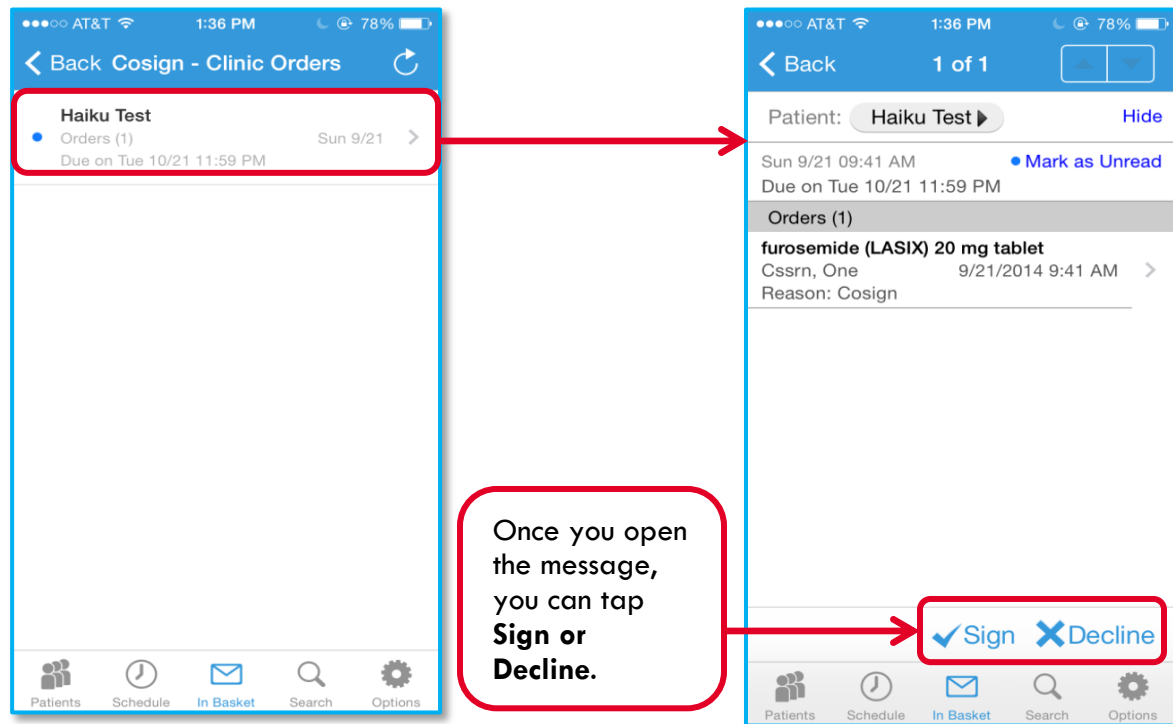 ●●●○○ AT&T 1:36 PM 78%
Back Cosign - Clinic Orders
Haiku Test
Orders (1) Sun 9/21
Due on Tue 10/21 11:59 PM
Patients Schedule In Basket Search Options
Once you open
the message,
you can tap
Sign or
Decline.
●●●○○ AT&T 1:36 PM 78%
Back 1 of 1
Patient: Haiku Test Hide
Sun 9/21 09:41 AM Mark as Unread
Due on Tue 10/21 11:59 PM
Orders (1)
furosemide (LASIX) 20 mg tablet
Cssrn, One 9/21/2014 9:41 AM
Reason: Cosign
Sign Decline
Patients Schedule In Basket Search Options